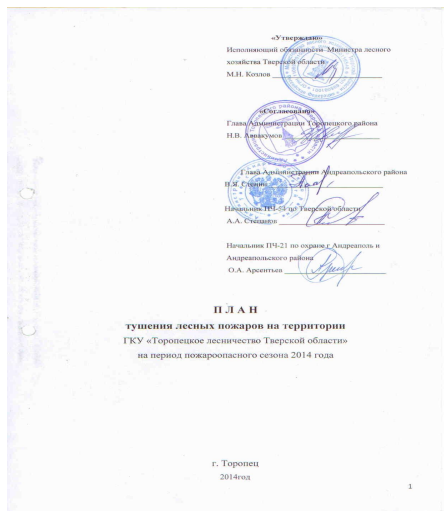 «Утверждаю»
Исполняющий обязанности Министра лесного
хозяйства Тверской области
М.Н. Козлов
«Согласовано»
Глава Администрации Торопецкого района
Н.В. Аввакумов
Глава Администрации Андреапольского района
Н.Я.
Начальник по Тверской области
А.А. Степанов
Начальник ПЧ-21 по охране г Андреаполь и
Андреапольского района
О.А. Арсентьев
П Л А Н
тушения лесных пожаров на территории
ГКУ «Торопецкое лесничество Тверской области»
на период пожароопасного сезона 2014 года
г. Торопец
2014год
1